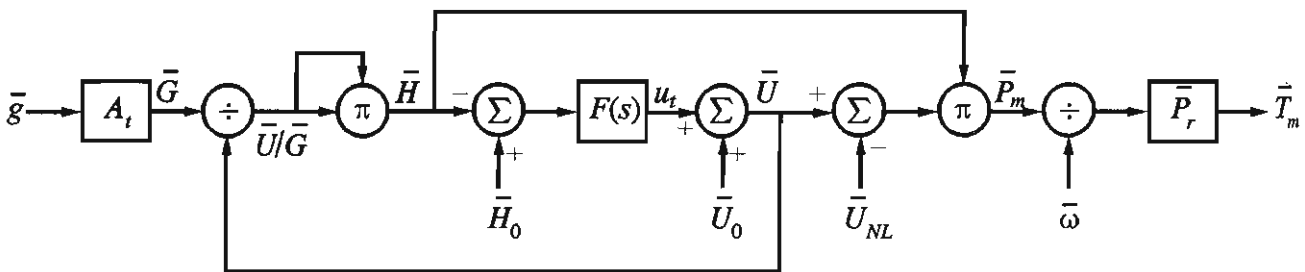 ḡ
A_t
Ḡ
÷
Ū/Ḡ
π
H̄
−
Σ
+
H̄_0
F(s)
u_t
+
Σ
+
Ū_0
Ū
+
Σ
−
Ū_NL
π
P̄_m
÷
ω̄
P̄_r
T̄_m